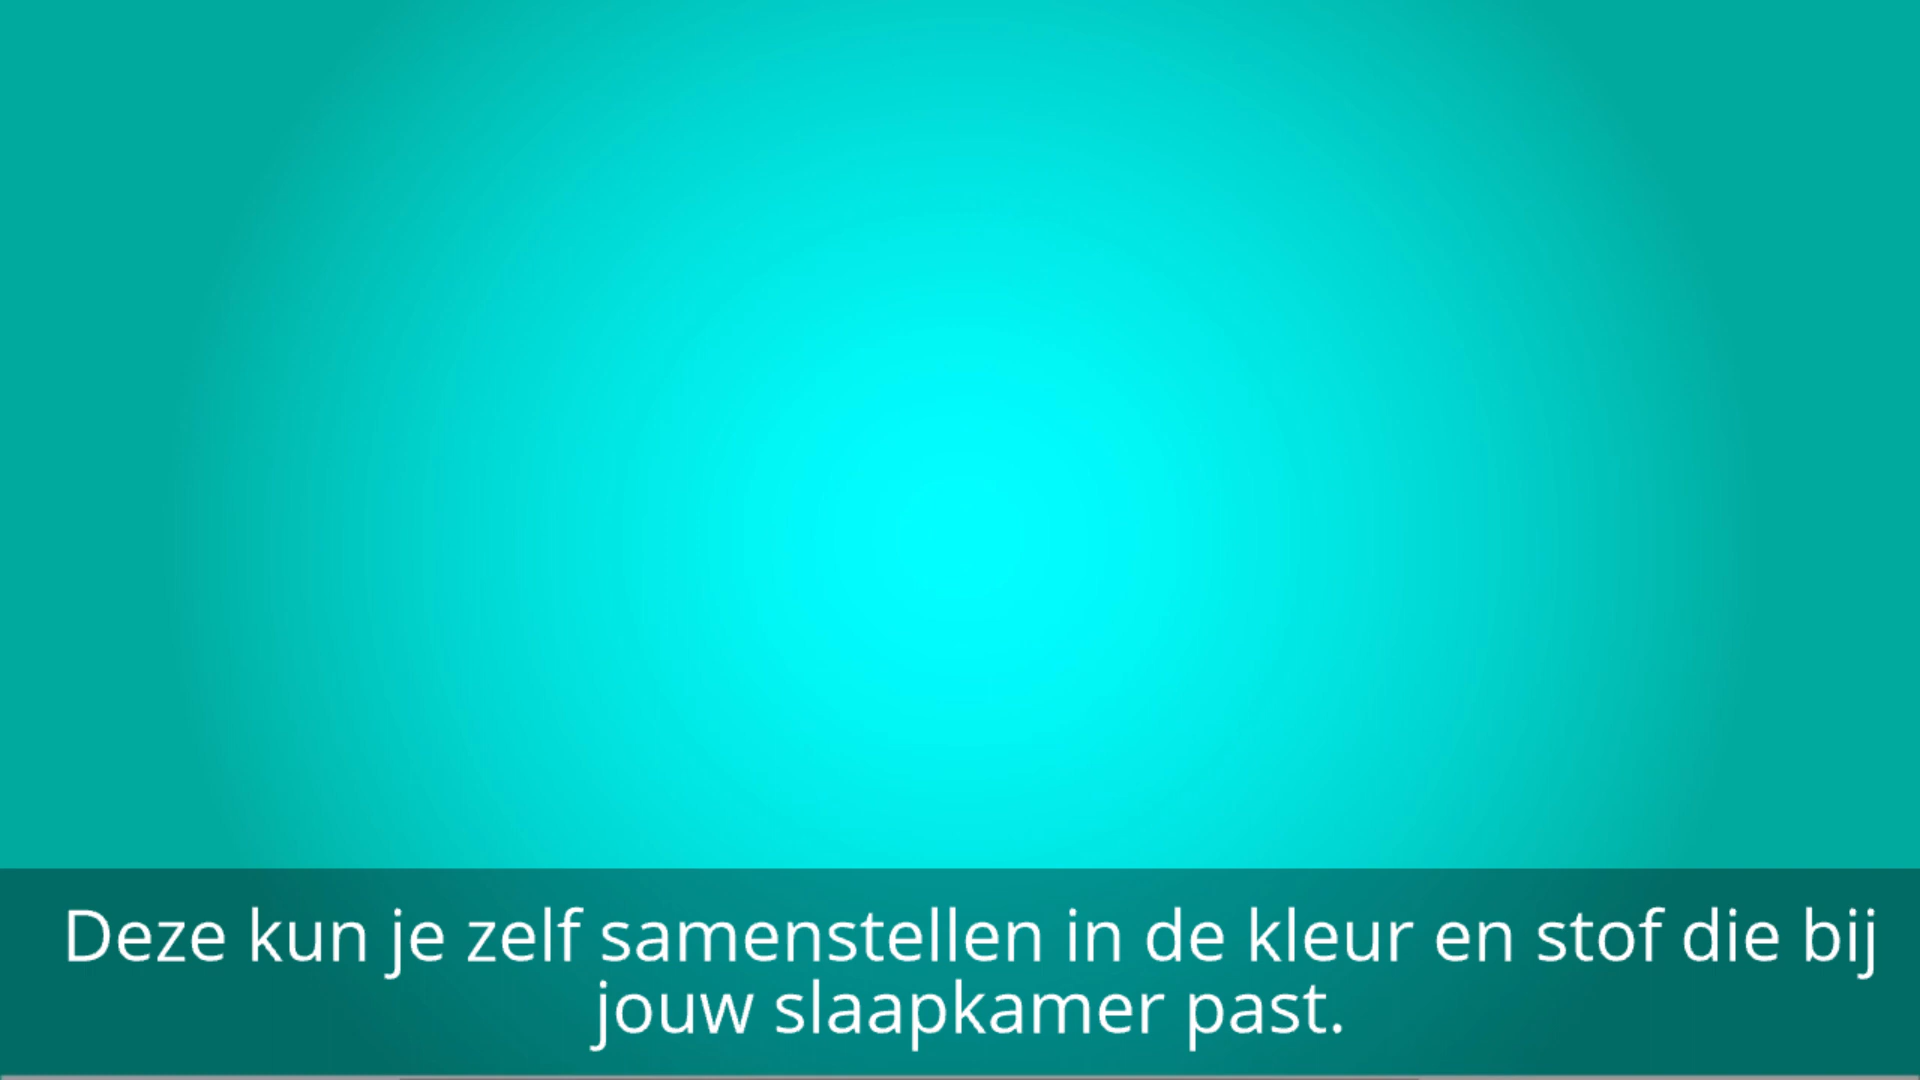 Deze kun je zelf samenstellen in de kleur en stof die bij
jouw slaapkamer past.